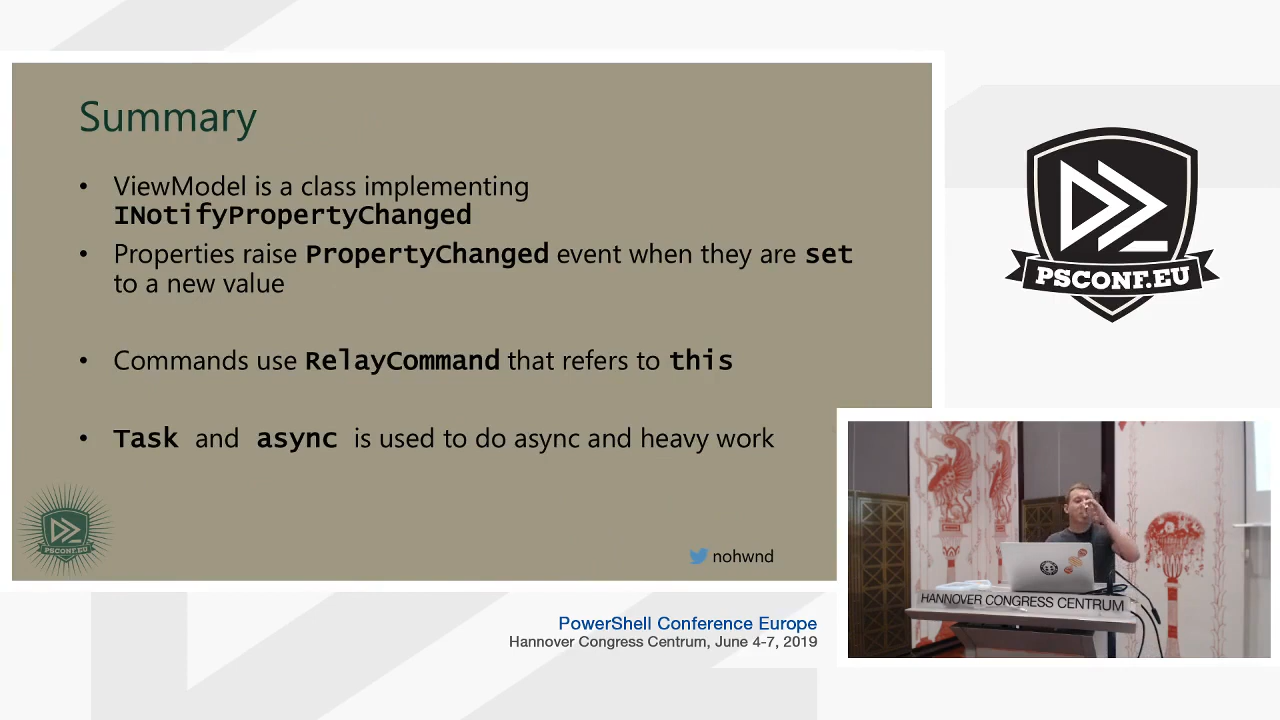 Summary
• ViewModel is a class implementing
INotifyPropertyChanged
• Properties raise PropertyChanged event when they are set
to a new value
• Commands use RelayCommand that refers to this
• Task and async is used to do async and heavy work
PSCONF.EU
nohwnd
PSCONF.EU
HANNOVER CONGRESS CENTRUM
PowerShell Conference Europe
Hannover Congress Centrum, June 4-7, 2019